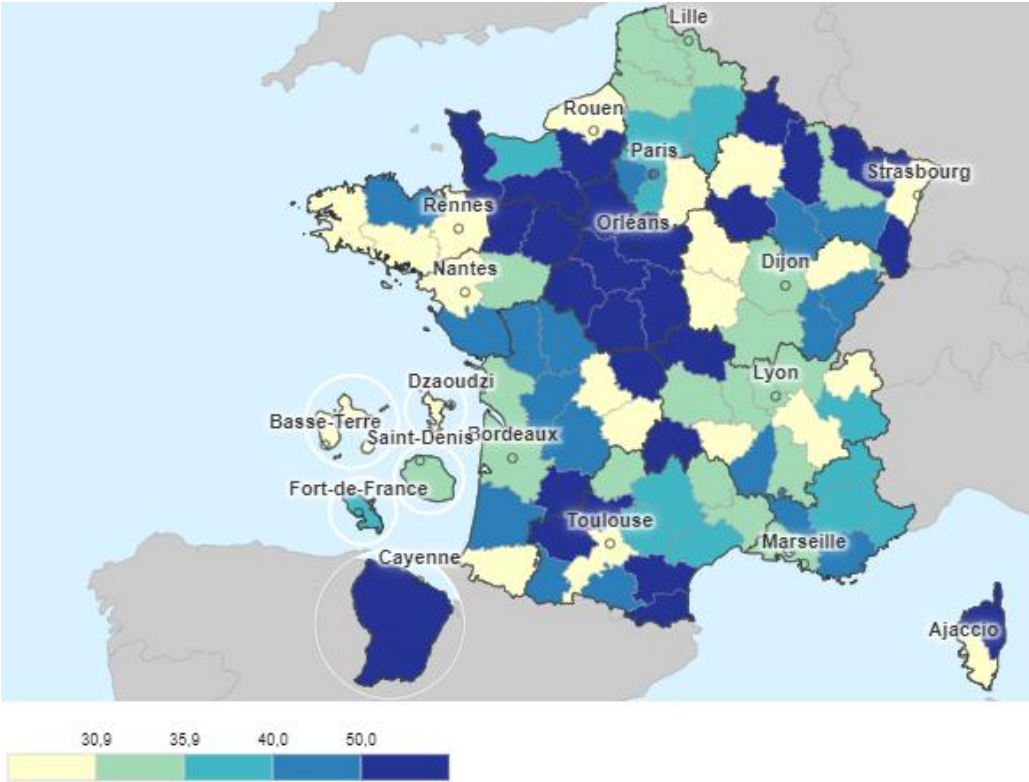 Lille
Rouen
Paris
Strasbourg
Rennes
Orléans
Dijon
Nantes
Lyon
Dzaoudzi
Basse-Terre
Saint-Denis
Bordeaux
Fort-de-France
Toulouse
Marseille
Cayenne
Ajaccio
30,9 35,9 40,0 50,0